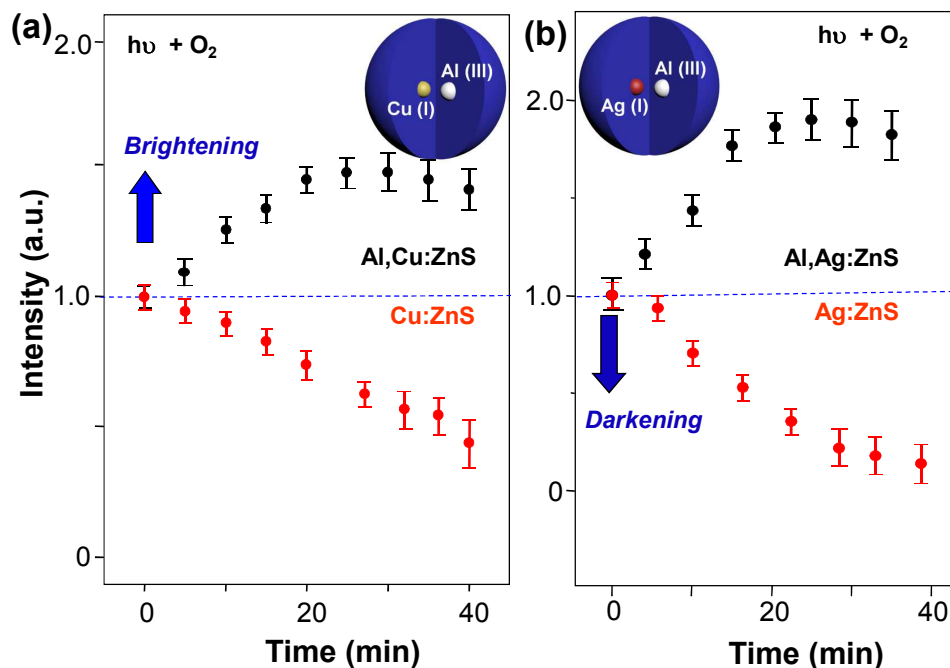 (a)
hυ + O2
Al (III)
Cu (I)
Brightening
Al,Cu:ZnS
Cu:ZnS
2.0
1.0
0
Intensity (a.u.)
0
20
40
Time (min)
(b)
hυ + O2
Al (III)
Ag (I)
Al,Ag:ZnS
Ag:ZnS
Darkening
2.0
1.0
0
0
20
40
Time (min)